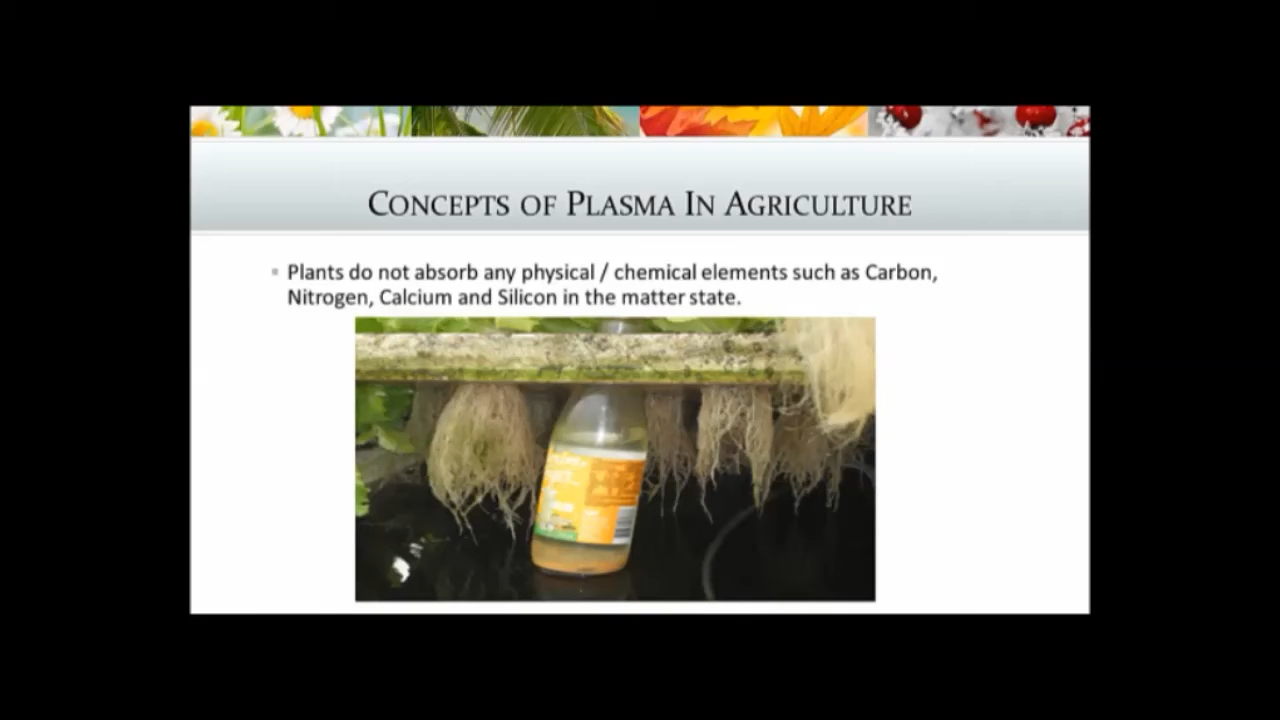 Concepts of Plasma In Agriculture
Plants do not absorb any physical / chemical elements such as Carbon,
Nitrogen, Calcium and Silicon in the matter state.